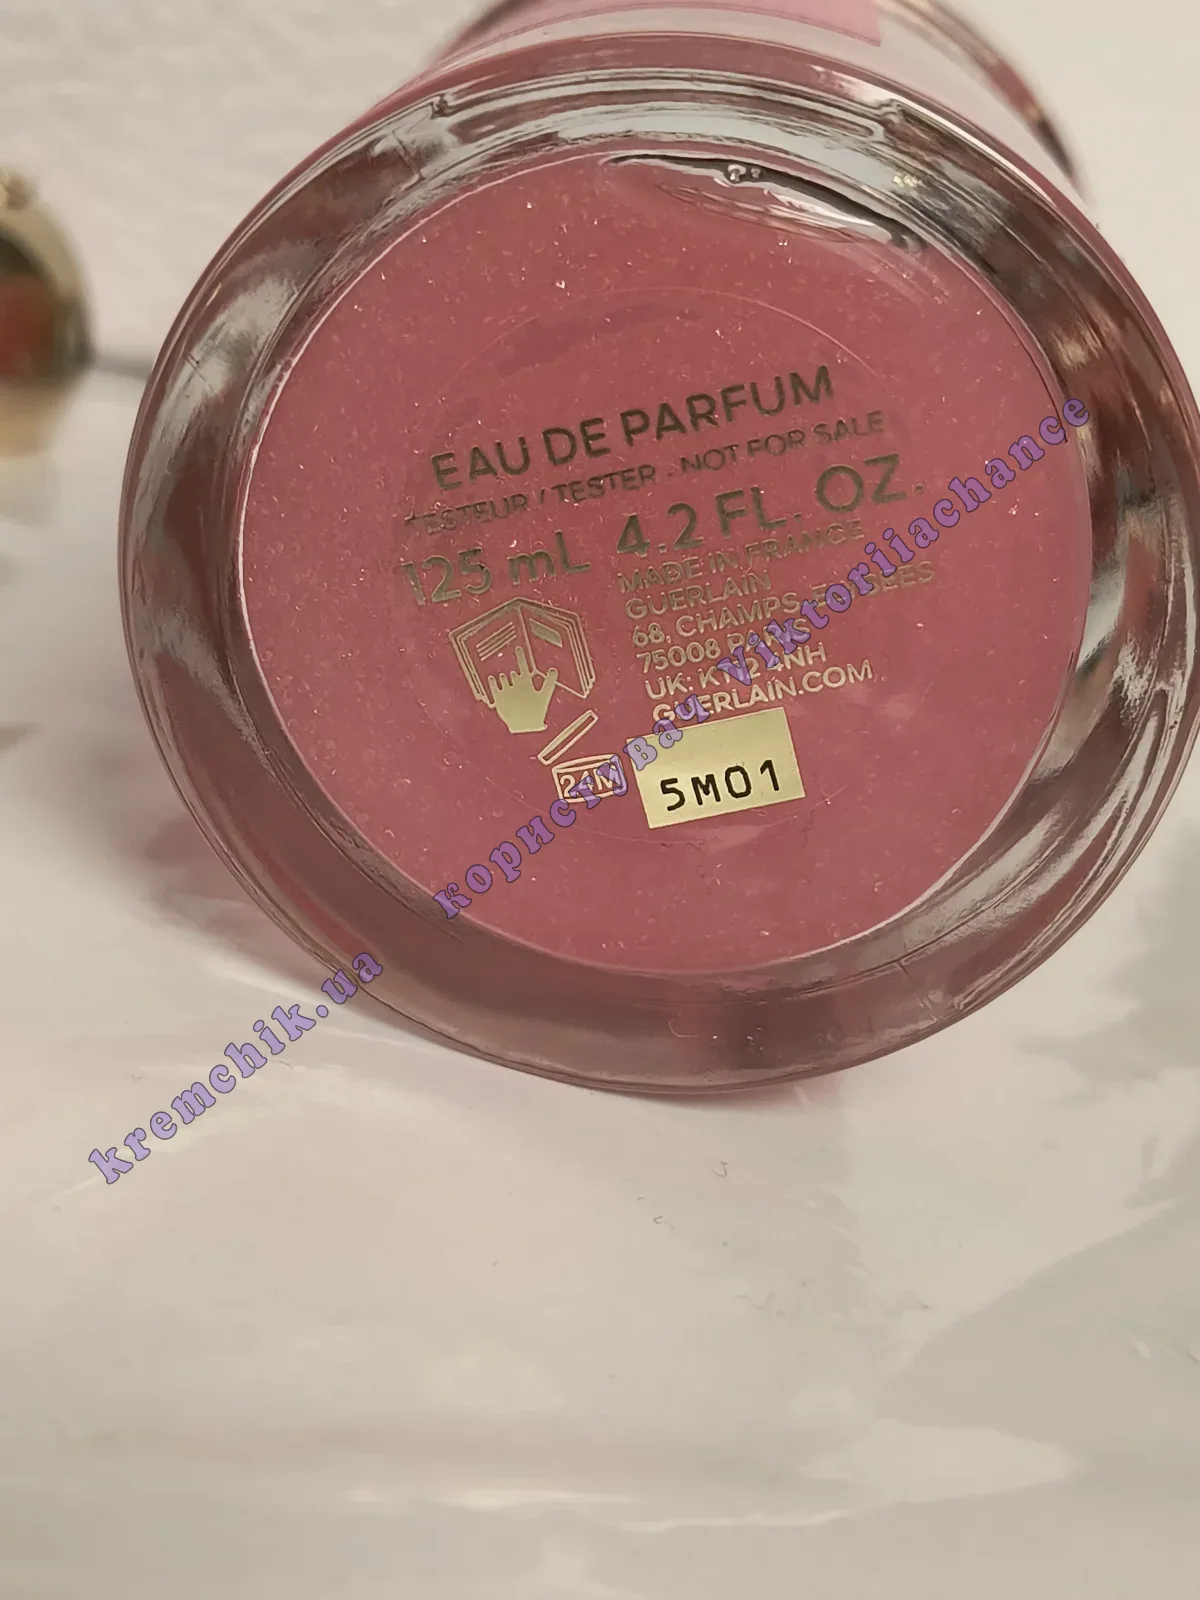 EAU DE PARFUM
TESTEUR / TESTER - NOT FOR SALE
125 mL 4.2 FL. OZ.
MADE IN FRANCE
GUERLAIN
68, CHAMPS-ELYSEES
75008 PARIS
UK: KT12 4NH
GUERLAIN.COM
24M
5M01
kremchik.ua користувач Viktoriiachance